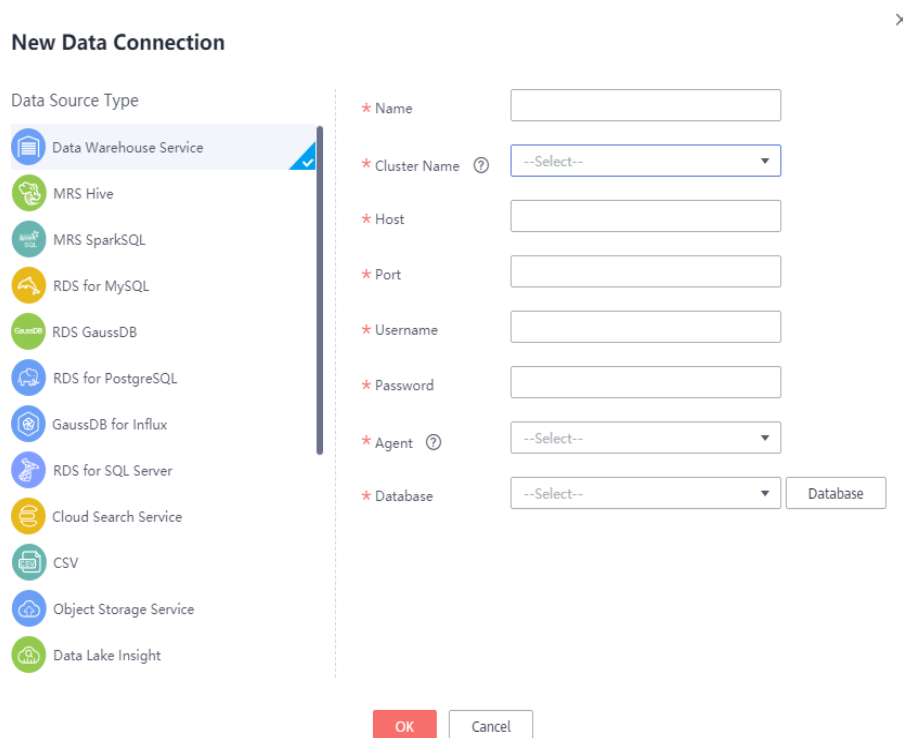 New Data Connection
Data Source Type
Data Warehouse Service
MRS Hive
MRS SparkSQL
RDS for MySQL
GaussDB
RDS GaussDB
RDS for PostgreSQL
GaussDB for Influx
RDS for SQL Server
Cloud Search Service
CSV
CSV
Object Storage Service
Data Lake Insight
* Name
* Cluster Name ? --Select--
* Host
* Port
* Username
* Password
* Agent ? --Select--
* Database --Select-- Database
OK Cancel